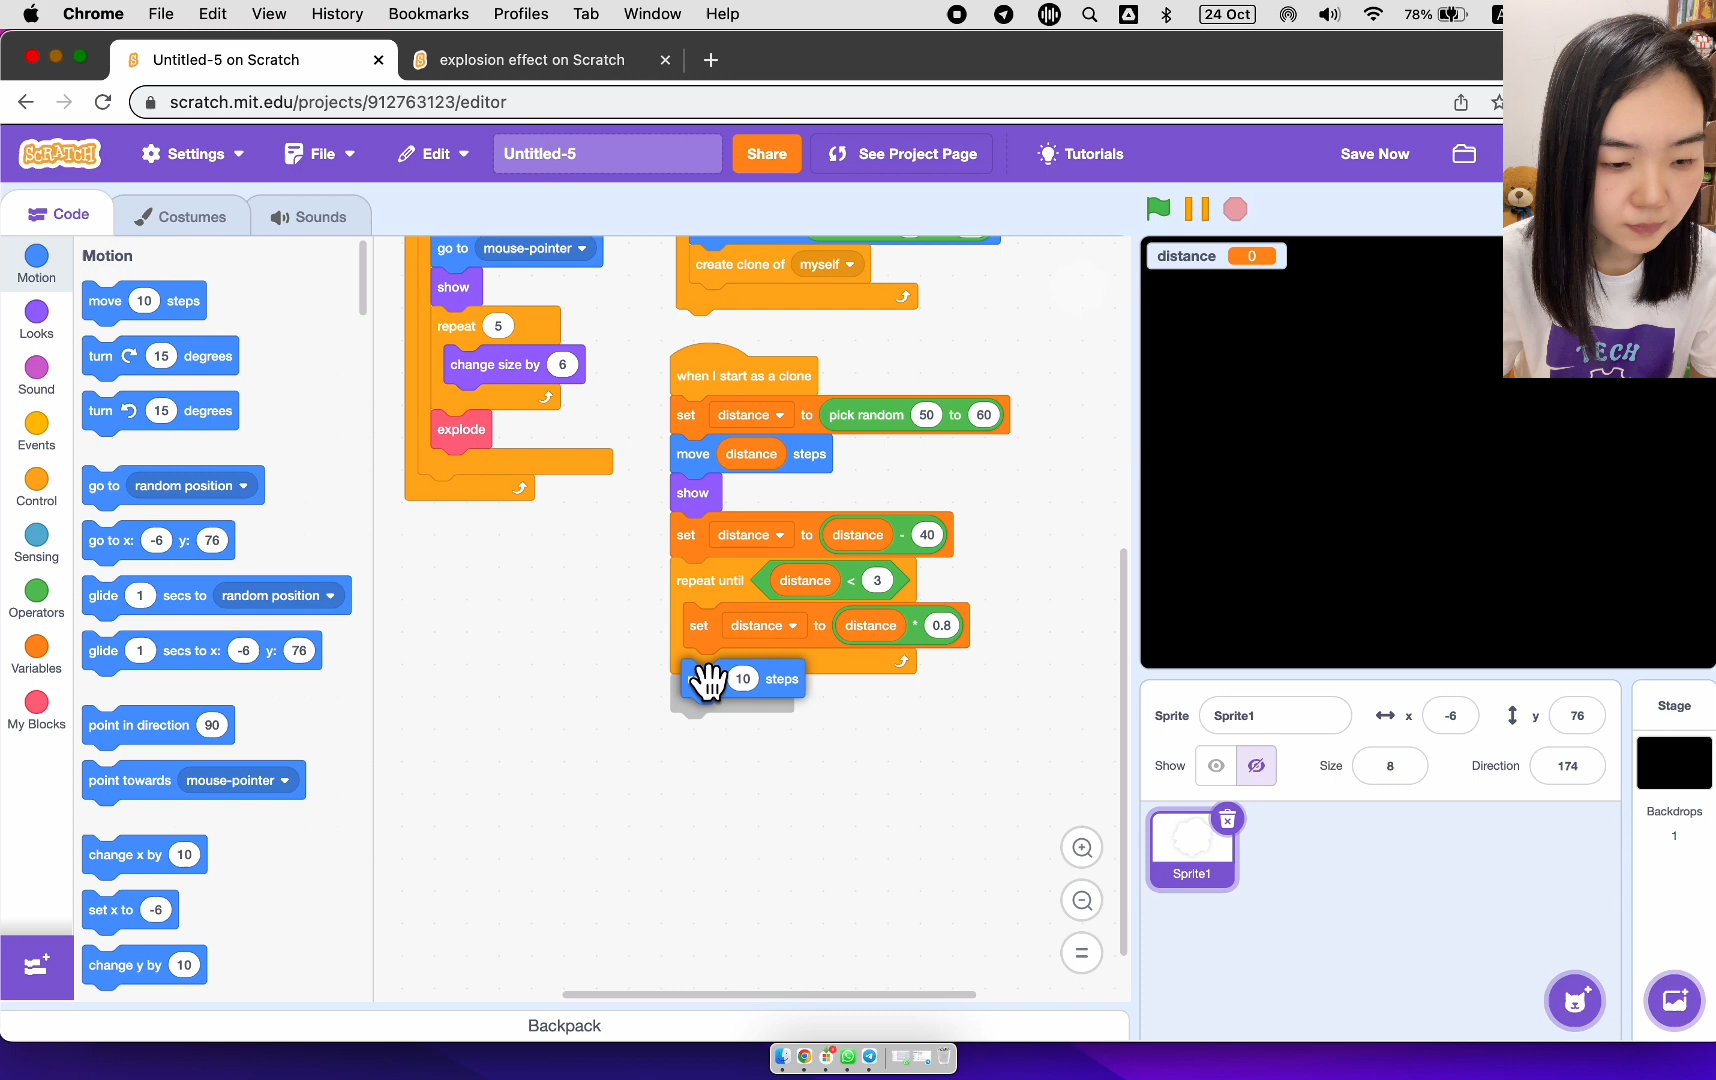 Chrome File Edit View History Bookmarks Profiles Tab Window Help 24 Oct 78%
Untitled-5 on Scratch
explosion effect on Scratch
scratch.mit.edu/projects/912763123/editor
SCRATCH Settings File Edit Untitled-5 Share See Project Page Tutorials Save Now
Code Costumes Sounds
Motion
Looks
Sound
Events
Control
Sensing
Operators
Variables
My Blocks
Motion
move 10 steps
turn 15 degrees
turn 15 degrees
go to random position
go to x: -6 y: 76
glide 1 secs to random position
glide 1 secs to x: -6 y: 76
point in direction 90
point towards mouse-pointer
change x by 10
set x to -6
change y by 10
go to mouse-pointer
show
repeat 5
change size by 6
explode
create clone of myself
when I start as a clone
set distance to pick random 50 to 60
move distance steps
show
set distance to distance - 40
repeat until distance < 3
set distance to distance * 0.8
10 steps
distance 0
TECH
Sprite Sprite1 x -6 y 76
Show Size 8 Direction 174
Sprite1
Stage
Backdrops
1
Backpack